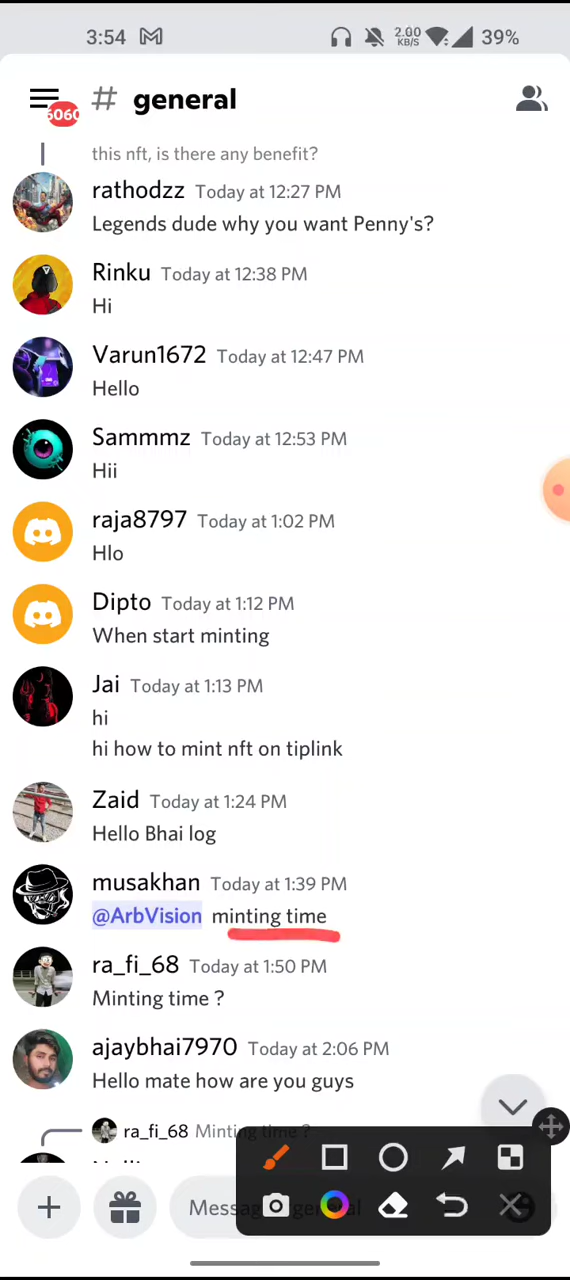 3:54 2.00 KB/S 39%
6060 # general
this nft, is there any benefit?
rathodzz Today at 12:27 PM
Legends dude why you want Penny's?
Rinku Today at 12:38 PM
Hi
Varun1672 Today at 12:47 PM
Hello
Sammmz Today at 12:53 PM
Hii
raja8797 Today at 1:02 PM
Hlo
Dipto Today at 1:12 PM
When start minting
Jai Today at 1:13 PM
hi
hi how to mint nft on tiplink
Zaid Today at 1:24 PM
Hello Bhai log
musakhan Today at 1:39 PM
@ArbVision minting time
ra_fi_68 Today at 1:50 PM
Minting time ?
ajaybhai7970 Today at 2:06 PM
Hello mate how are you guys
ra_fi_68 Minting time ?